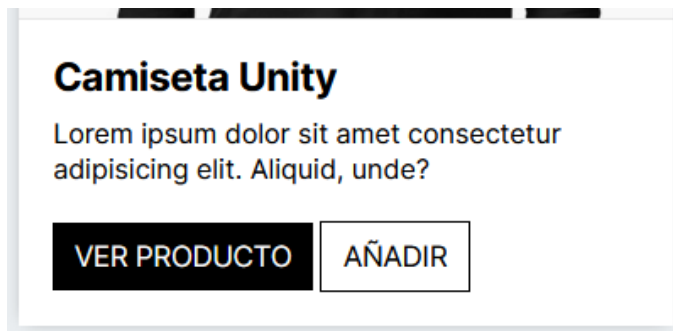 Camiseta Unity
Lorem ipsum dolor sit amet consectetur
adipisicing elit. Aliquid, unde?
VER PRODUCTO AÑADIR